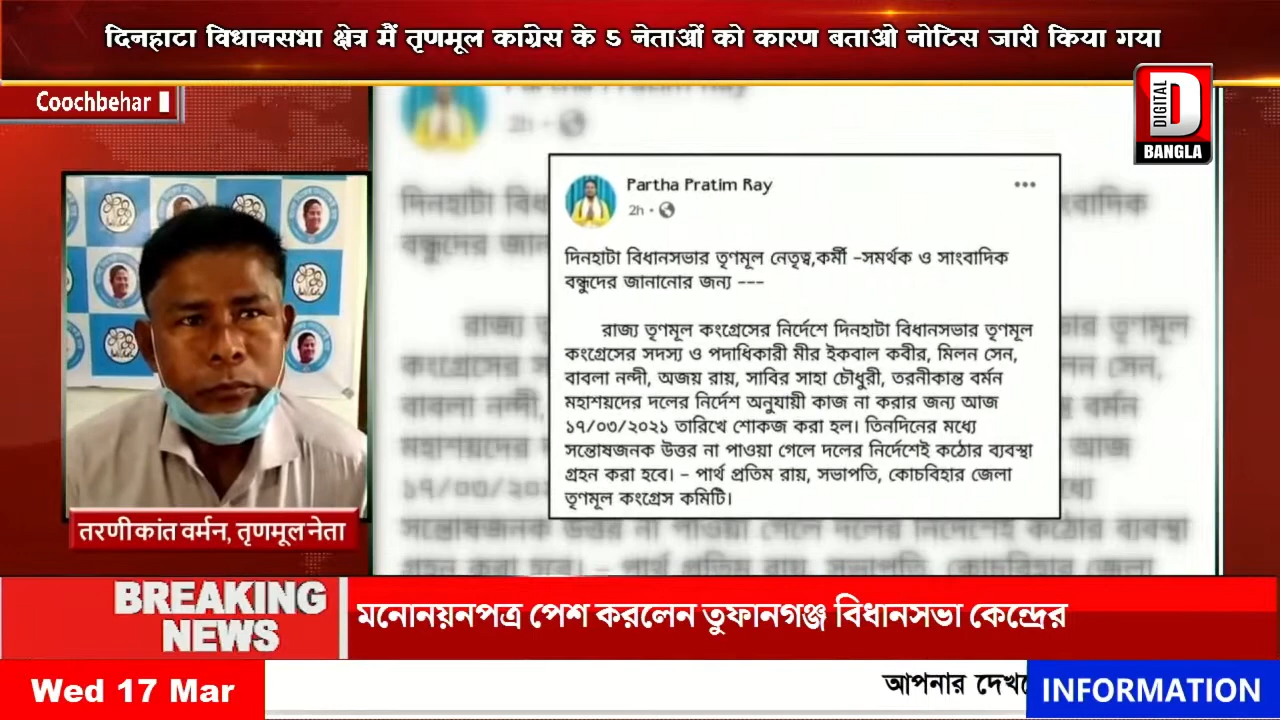 दिनहाटा विधानसभा क्षेत्र मैं तृणमूल कांग्रेस के 5 नेताओं को कारण बताओ नोटिस जारी किया गया
Coochbehar
DIGITAL D
BANGLA
Partha Pratim Ray
2h
দিনহাটা বিধানসভার তৃণমূল নেতৃত্ব,কর্মী -সমর্থক ও সাংবাদিক
বন্ধুদের জানানোর জন্য ---
রাজ্য তৃণমূল কংগ্রেসের নির্দেশে দিনহাটা বিধানসভার তৃণমূল
কংগ্রেসের সদস্য ও পদাধিকারী মীর ইকবাল কবীর, মিলন সেন,
বাবলা নন্দী, অজয় রায়, সাবির সাহা চৌধুরী, তরনীকান্ত বর্মন
মহাশয়দের দলের নির্দেশ অনুযায়ী কাজ না করার জন্য আজ
১৭/০৩/২০২১ তারিখে শোকজ করা হল। তিনদিনের মধ্যে
সন্তোষজনক উত্তর না পাওয়া গেলে দলের নির্দেশেই কঠোর ব্যবস্থা
গ্রহন করা হবে। - পার্থ প্রতিম রায়, সভাপতি, কোচবিহার জেলা
তৃণমূল কংগ্রেস কমিটি।
तरणीकांत वर्मन, तृणमूल नेता
BREAKING
NEWS
মনোনয়নপত্র পেশ করলেন তুফানগঞ্জ বিধানসভা কেন্দ্রের
Wed 17 Mar
আপনার
INFORMATION